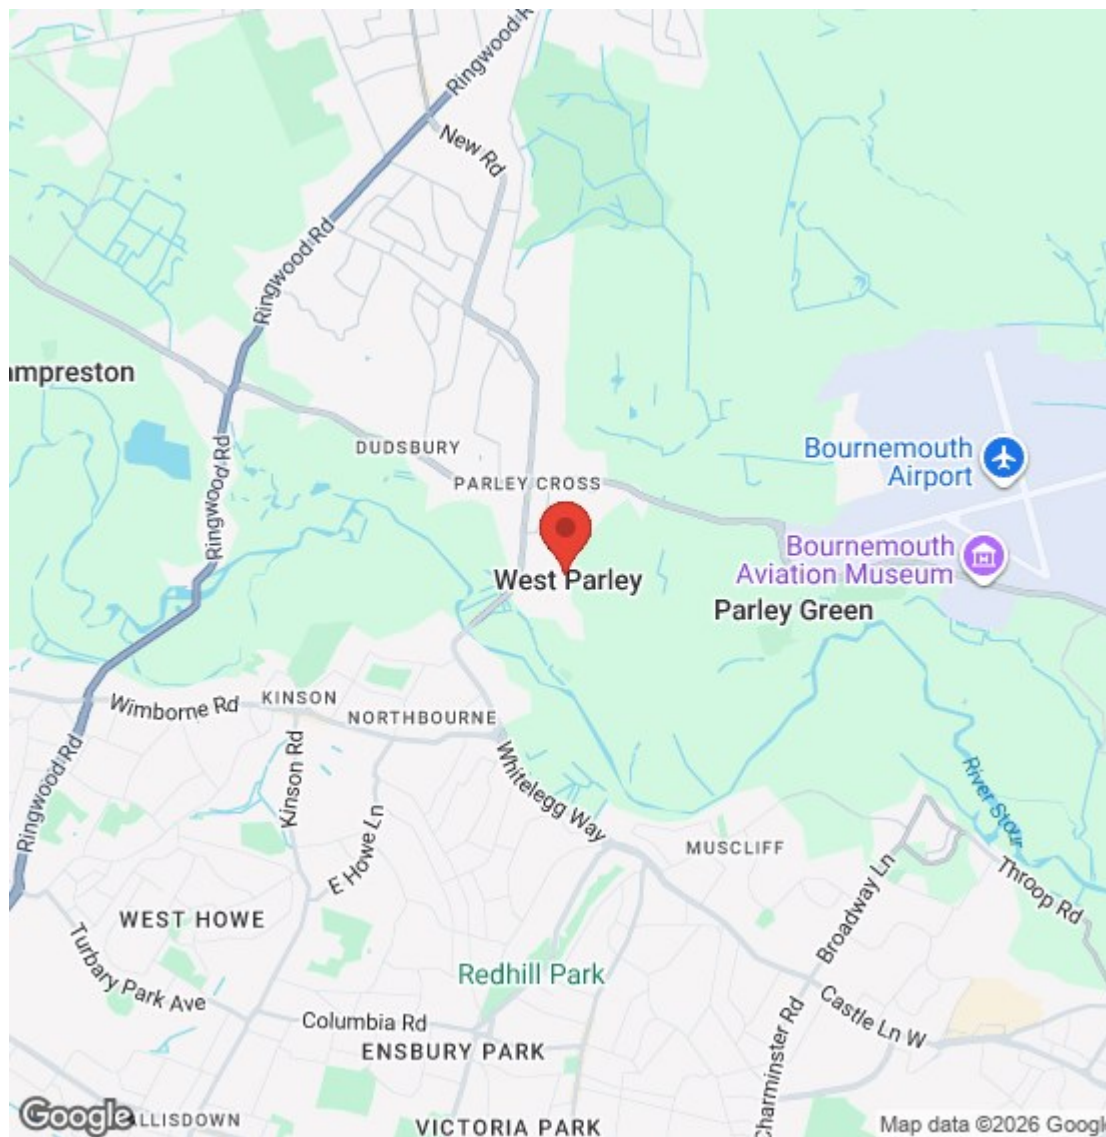 Ringwood R
New Rd
Ringwood Rd
ampreston
DUDSBURY
Bournemouth
Airport
PARLEY CROSS
Ringwood Rd
Bournemouth
Aviation Museum
West Parley
Parley Green
KINSON
Wimborne Rd
NORTHBOURNE
Ringwood Rd
Kinson Rd
Whitelegg Way
River Stour
E Howe Ln
MUSCLIFF
Broadway Ln
Throop Rd
WEST HOWE
Turbary Park Ave
Redhill Park
Castle Ln W
Columbia Rd
ENSBURY PARK
Charminster Rd
Google
ALLISDOWN
VICTORIA PARK
Map data ©2026 Google